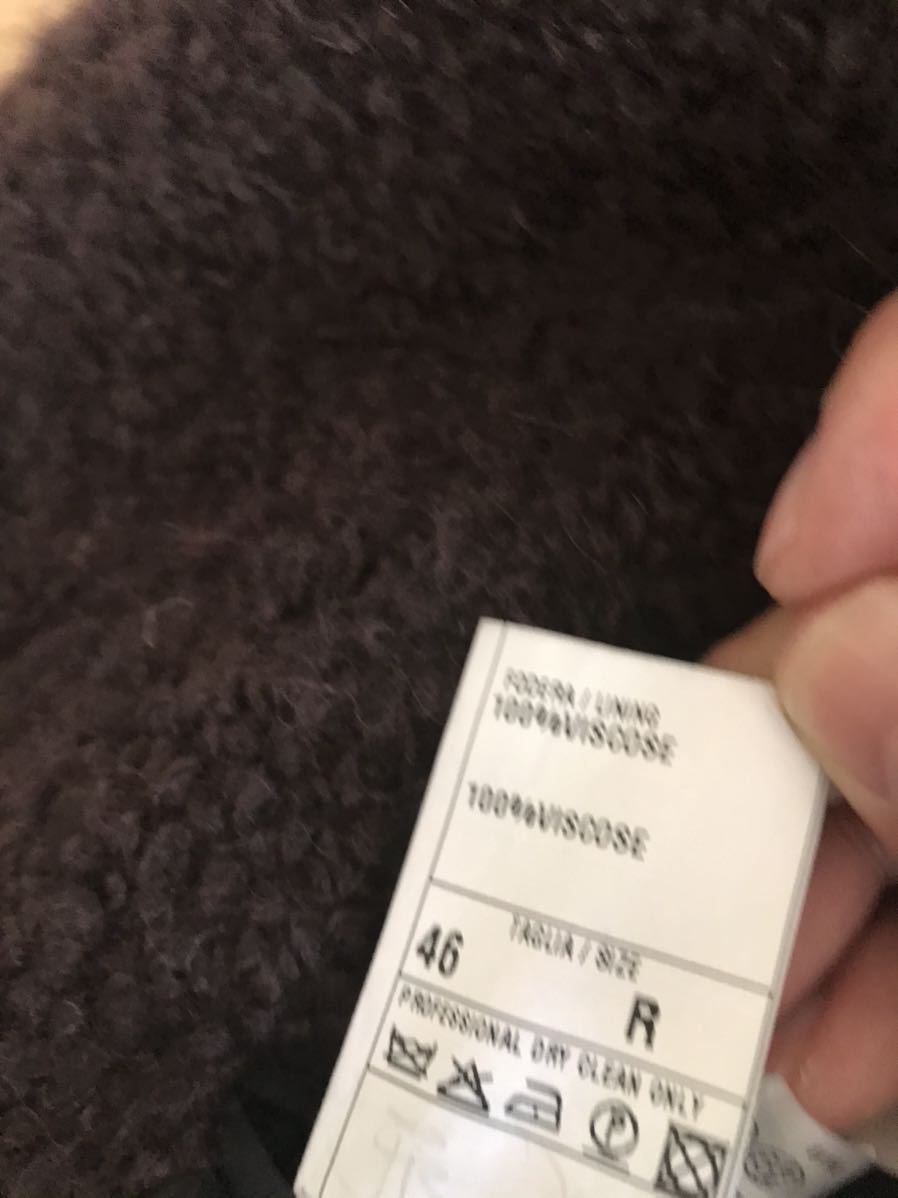 FODERA / LINING
100%VISCOSE
100%VISCOSE
TAGLIA / SIZE
46 R
PROFESSIONAL DRY CLEAN ONLY
P